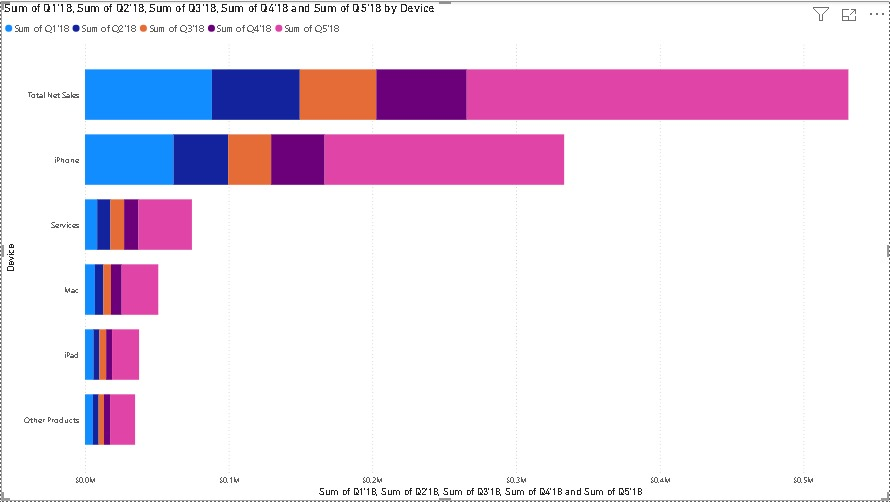 Sum of Q1'18, Sum of Q2'18, Sum of Q3'18, Sum of Q4'18 and Sum of Q5'18 by Device
Sum of Q1'18 Sum of Q2'18 Sum of Q3'18 Sum of Q4'18 Sum of Q5'18
Total Net Sales
iPhone
Services
Device
Mac
iPad
Other Products
$0.0M $0.1M $0.2M $0.3M $0.4M $0.5M
Sum of Q1'18, Sum of Q2'18, Sum of Q3'18, Sum of Q4'18 and Sum of Q5'18